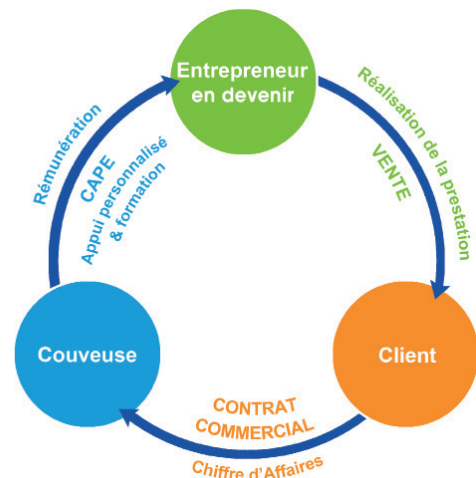 Entrepreneur
en devenir
Réalisation de la prestation
VENTE
Client
CONTRAT
COMMERCIAL
Chiffre d'Affaires
Couveuse
Rémunération
CAPE
Appui personnalisé
& formation